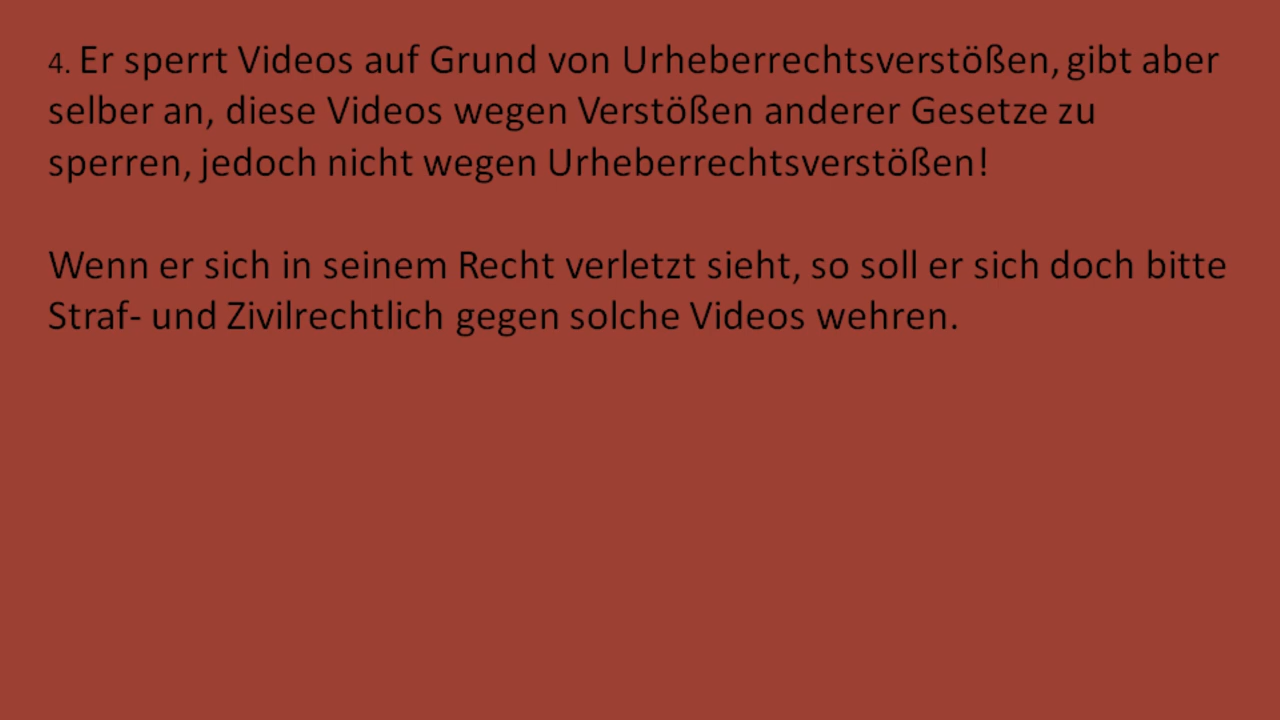 4. Er sperrt Videos auf Grund von Urheberrechtsverstößen, gibt aber
selber an, diese Videos wegen Verstößen anderer Gesetze zu
sperren, jedoch nicht wegen Urheberrechtsverstößen!
Wenn er sich in seinem Recht verletzt sieht, so soll er sich doch bitte
Straf- und Zivilrechtlich gegen solche Videos wehren.